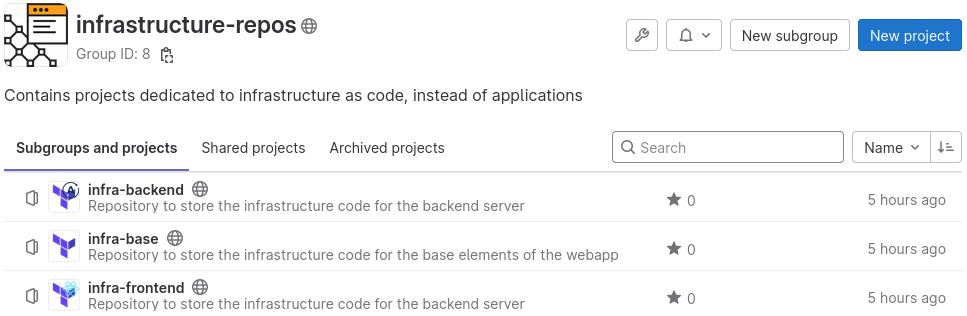 infrastructure-repos
Group ID: 8
New subgroup
New project
Contains projects dedicated to infrastructure as code, instead of applications
Subgroups and projects Shared projects Archived projects
Search
Name
infra-backend
Repository to store the infrastructure code for the backend server
0
5 hours ago
infra-base
Repository to store the infrastructure code for the base elements of the webapp
0
5 hours ago
infra-frontend
Repository to store the infrastructure code for the backend server
0
5 hours ago